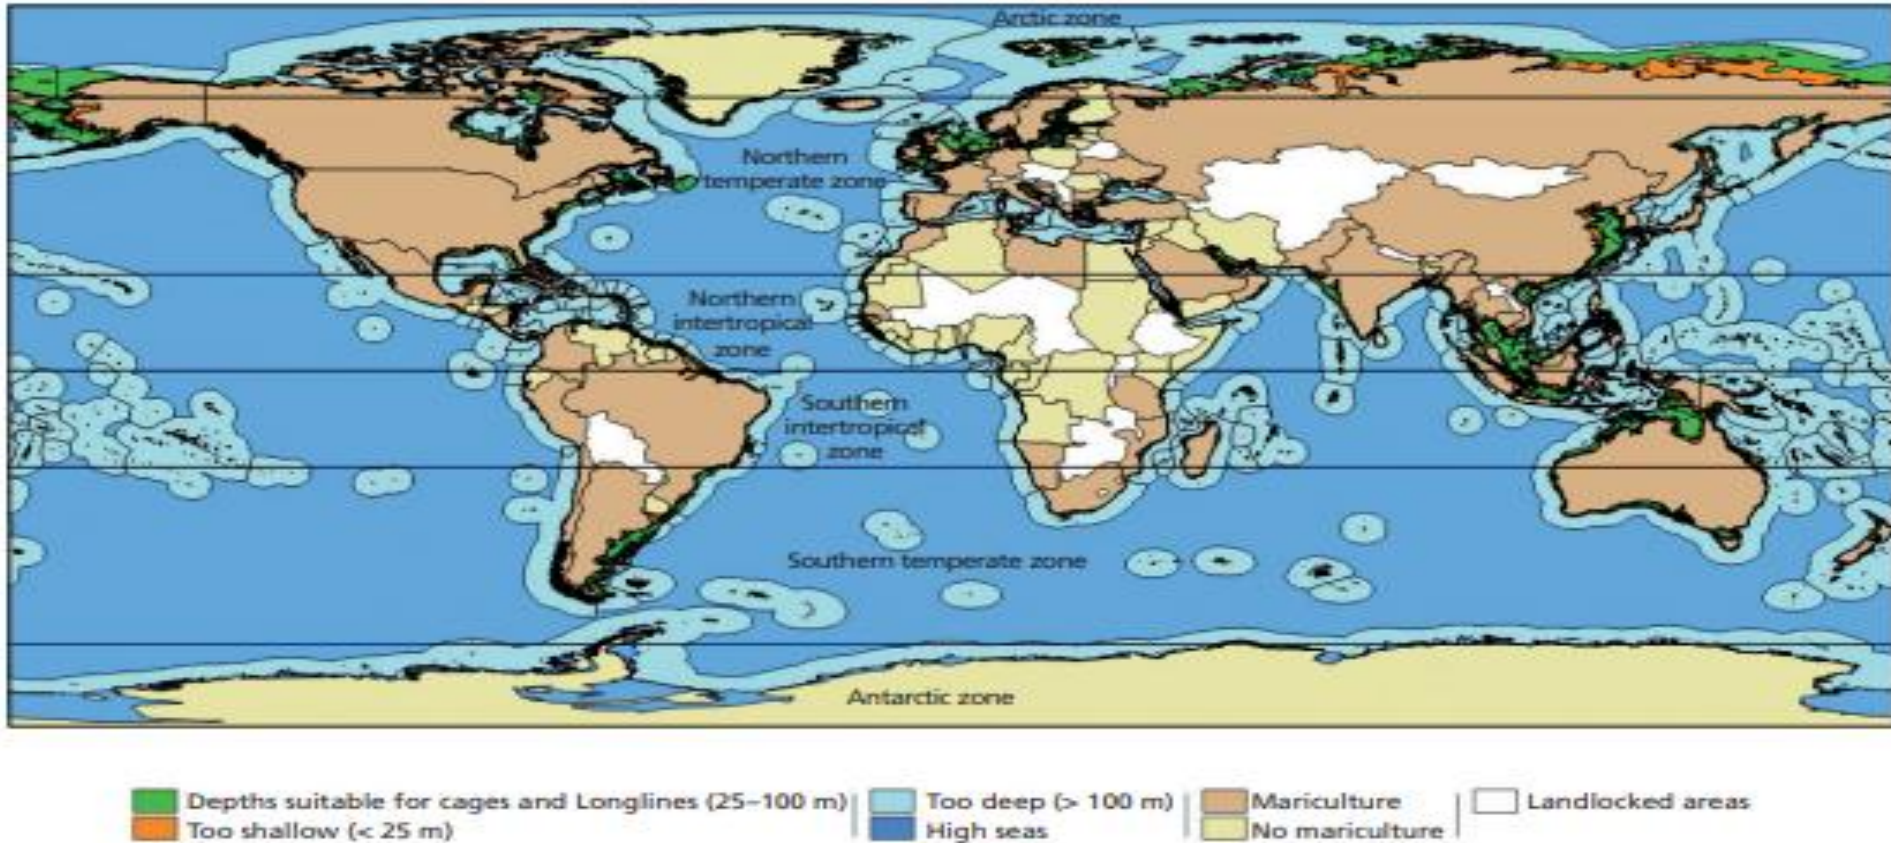 Arctic zone
Northern
temperate zone
Northern
intertropical
zone
Southern
intertropical
zone
Southern temperate zone
Antarctic zone
Depths suitable for cages and Longlines (25–100 m)
Too shallow (< 25 m)
Too deep (> 100 m)
High seas
Mariculture
No mariculture
Landlocked areas